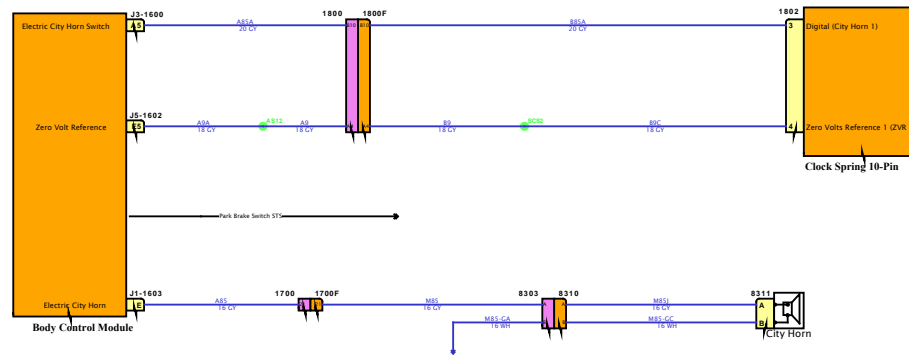 J3-1600
1800
1800F
1802
Electric City Horn Switch
A85A
20 GY
B10
B10
B85A
20 GY
3
Digital (City Horn 1)
J5-1602
Zero Volt Reference
E5
A9A
18 GY
AS12
A9
18 GY
B9
18 GY
SC52
B9C
18 GY
4
Zero Volts Reference 1 (ZVR
Clock Spring 10-Pin
Park Brake Switch STS
J1-1603
1700
1700F
8303
8310
8311
Electric City Horn
E
A85
16 GY
M85
16 GY
A
A
M85J
16 GY
A
M85-GA
16 WH
M85-GC
16 WH
B
City Horn
Body Control Module